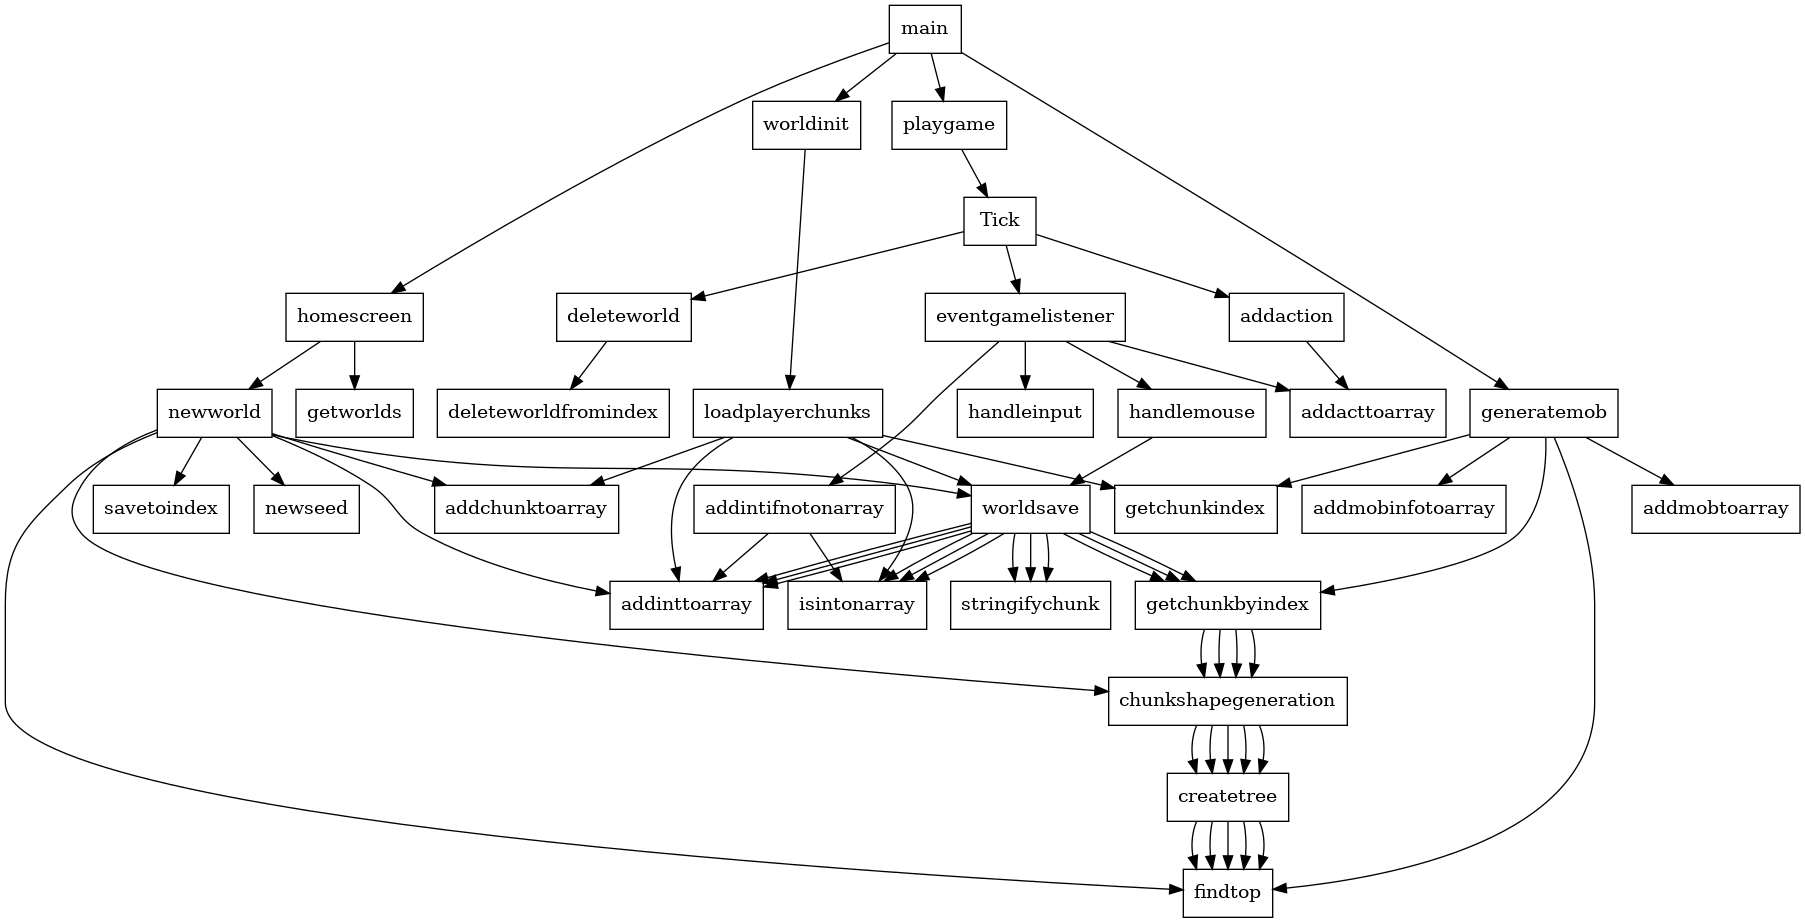 main
worldinit
playgame
Tick
homescreen
deleteworld
eventgamelistener
addaction
newworld
getworlds
deleteworldfromindex
loadplayerchunks
handleinput
handlemouse
addacttoarray
generatemob
savetoindex
newseed
addchunktoarray
addintifnotonarray
worldsave
getchunkindex
addmobinfotoarray
addmobtoarray
addinttoarray
isintonarray
stringifychunk
getchunkbyindex
chunkshapegeneration
createtree
findtop